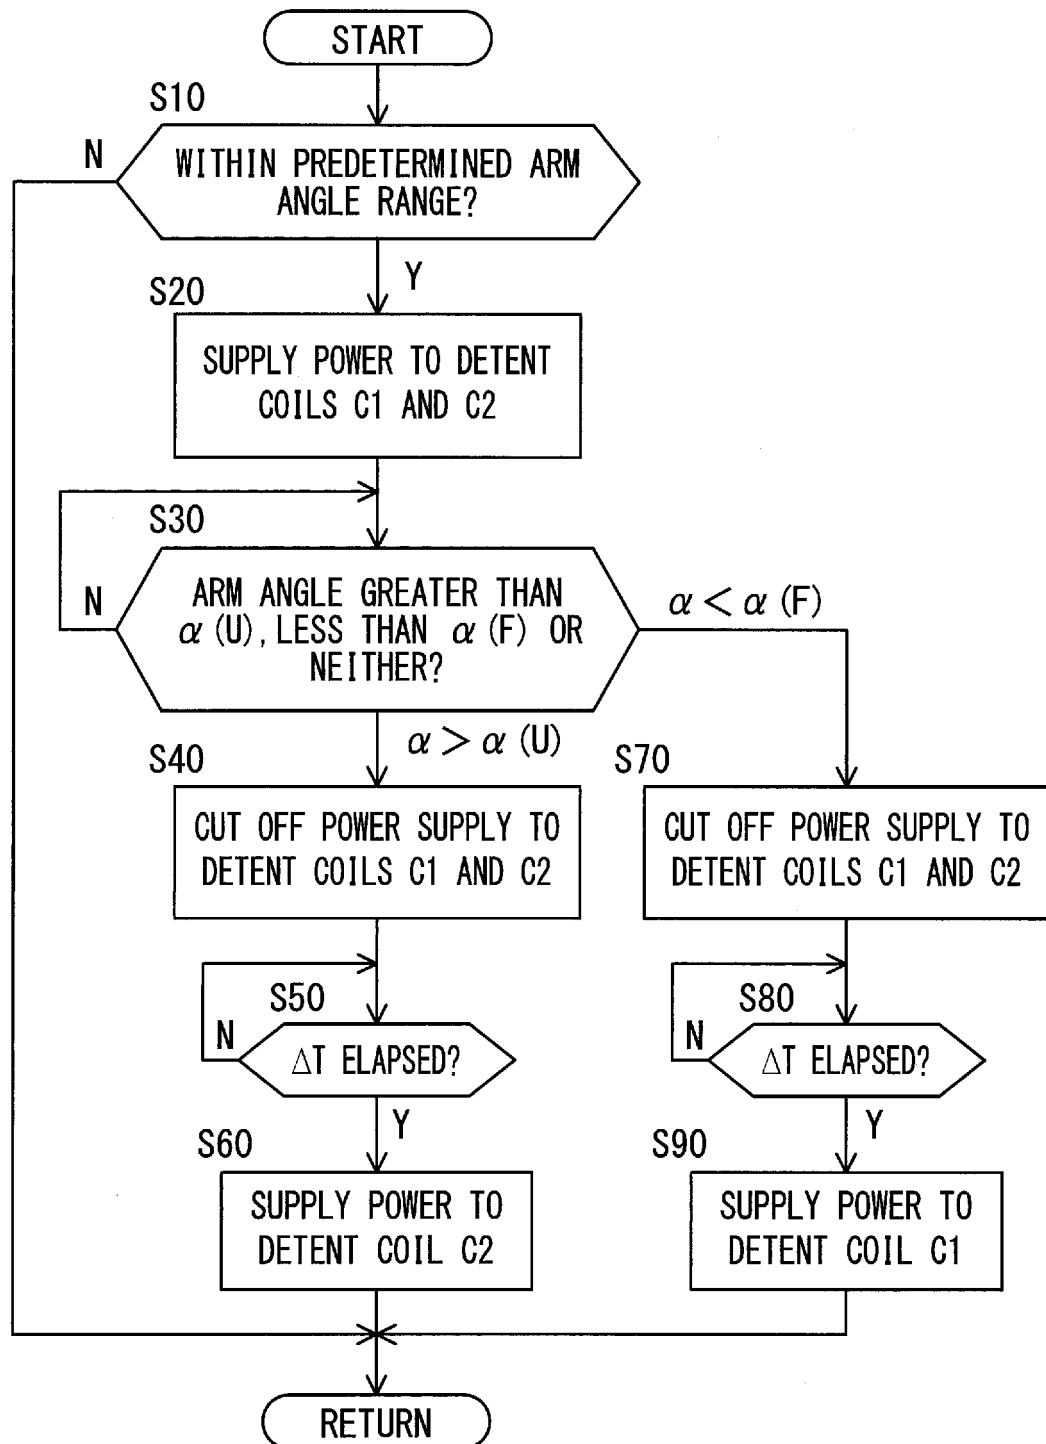 START
S10
N
WITHIN PREDETERMINED ARM
ANGLE RANGE?
Y
S20
SUPPLY POWER TO DETENT
COILS C1 AND C2
S30
N
ARM ANGLE GREATER THAN
α (U), LESS THAN α (F) OR
NEITHER?
α < α (F)
α > α (U)
S40
CUT OFF POWER SUPPLY TO
DETENT COILS C1 AND C2
S70
CUT OFF POWER SUPPLY TO
DETENT COILS C1 AND C2
S50
N
ΔT ELAPSED?
Y
S80
N
ΔT ELAPSED?
Y
S60
SUPPLY POWER TO
DETENT COIL C2
S90
SUPPLY POWER TO
DETENT COIL C1
RETURN